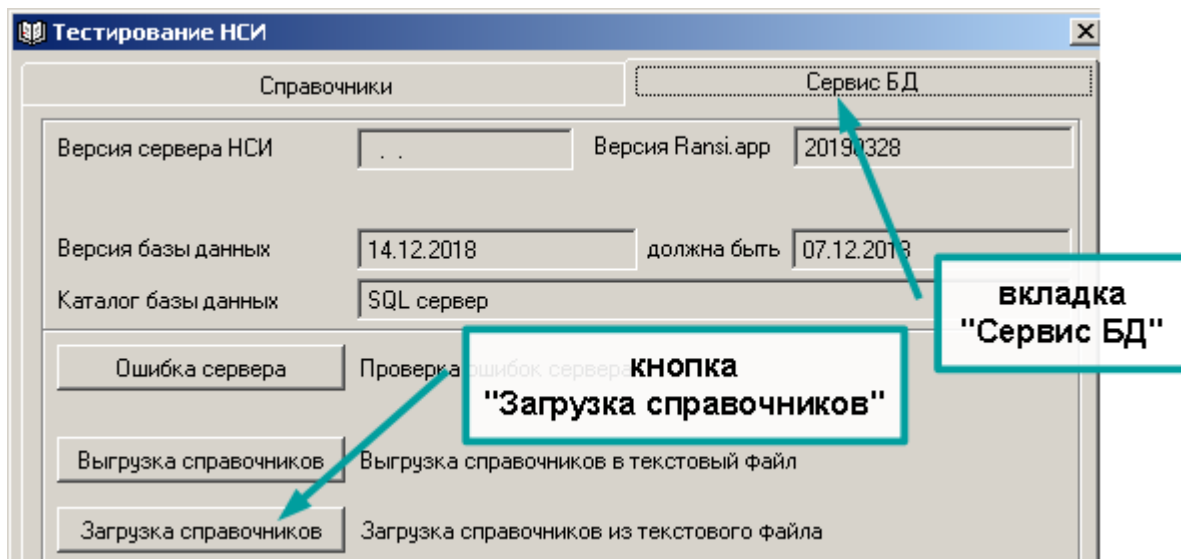 Тестирование НСИ
Справочники
Сервис БД
Версия сервера НСИ
. .
Версия Ransi.app
20190328
Версия базы данных
14.12.2018
должна быть
07.12.2018
Каталог базы данных
SQL сервер
вкладка
"Сервис БД"
Ошибка сервера
Проверка ошибок сервера
кнопка
"Загрузка справочников"
Выгрузка справочников
Выгрузка справочников в текстовый файл
Загрузка справочников
Загрузка справочников из текстового файла